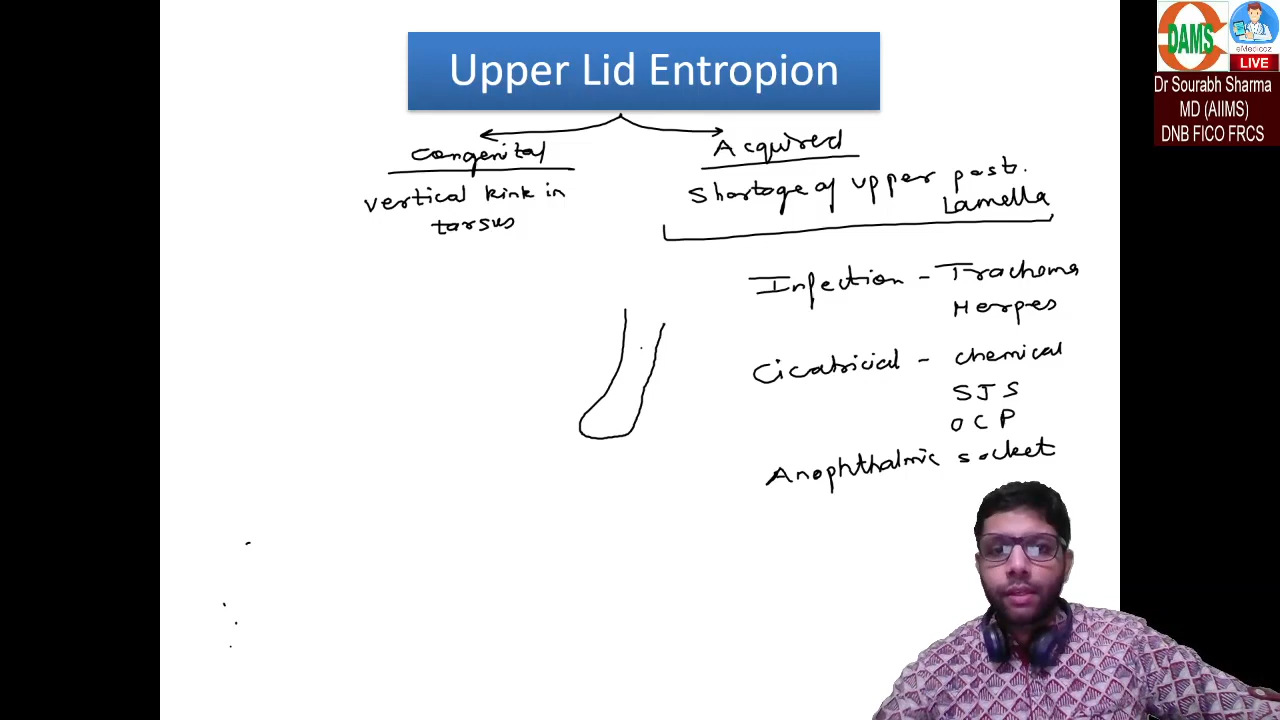 DAMS
eMedicoz
LIVE
Dr Sourabh Sharma
MD (AIIMS)
DNB FICO FRCS
Upper Lid Entropion
Congenital
vertical kink in
tarsus
Acquired
Shortage of upper post.
Lamella
Infection - Trachoma
Herpes
Cicatricial - chemical
SJS
OCP
Anophthalmic socket